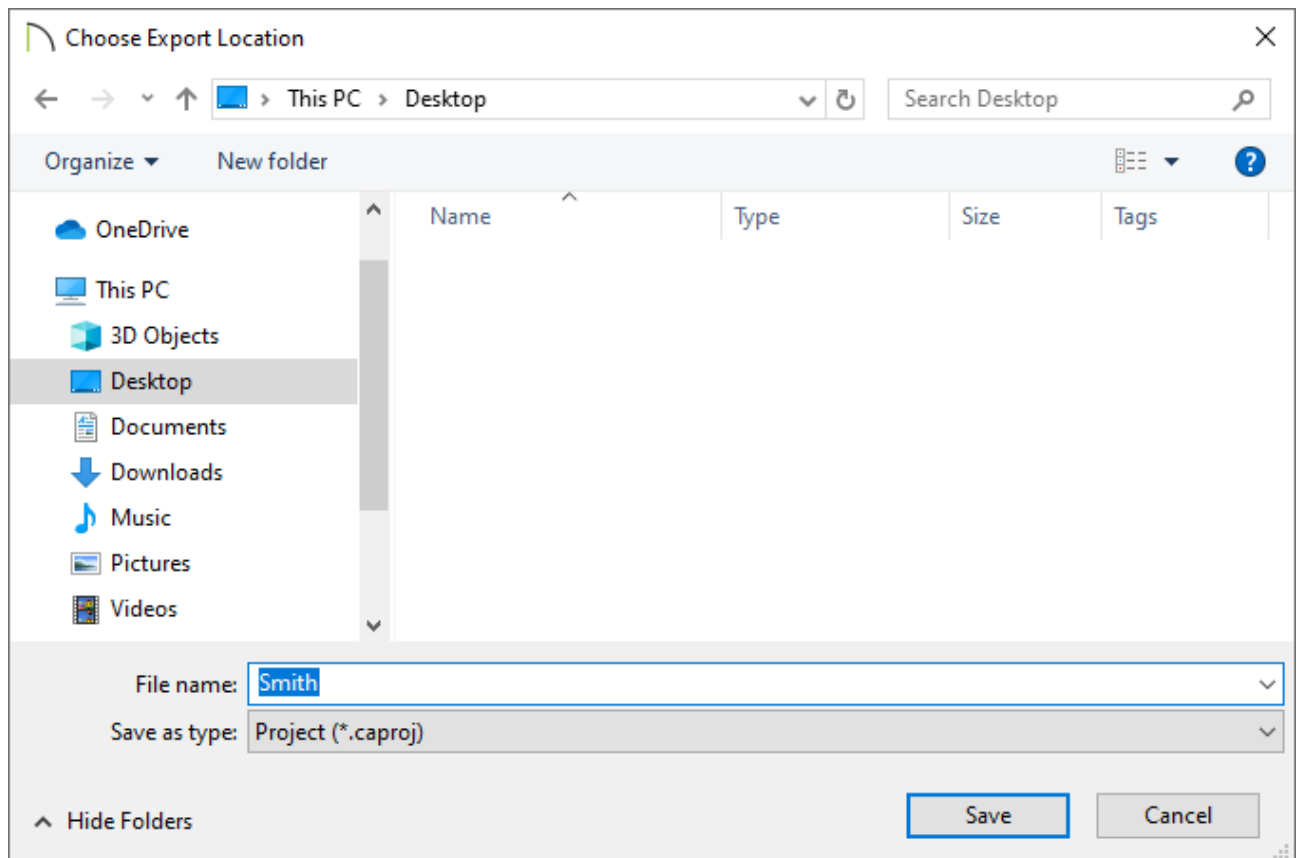 Choose Export Location
This PC > Desktop
Search Desktop
Organize
New folder
?
OneDrive
This PC
3D Objects
Desktop
Documents
Downloads
Music
Pictures
Videos
Name
Type
Size
Tags
File name: Smith
Save as type: Project (*.caproj)
Hide Folders
Save
Cancel